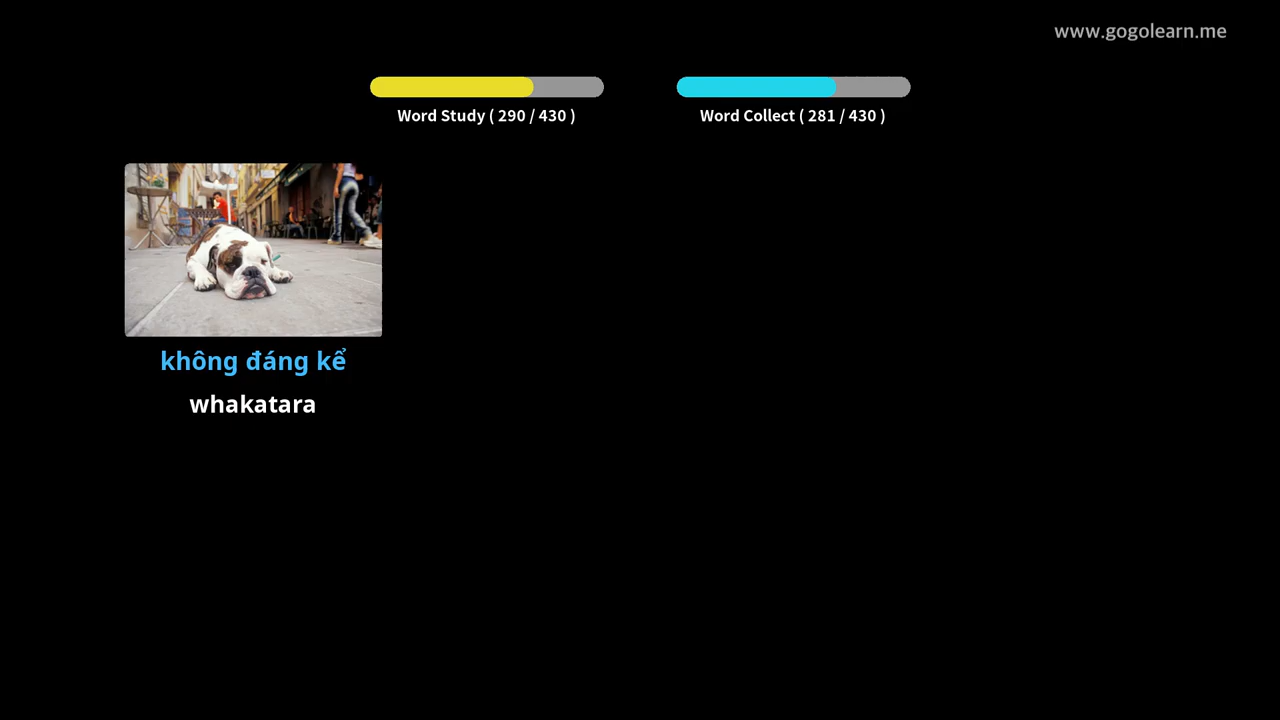 www.gogolearn.me
Word Study ( 290 / 430 )
Word Collect ( 281 / 430 )
không đáng kể
whakatara